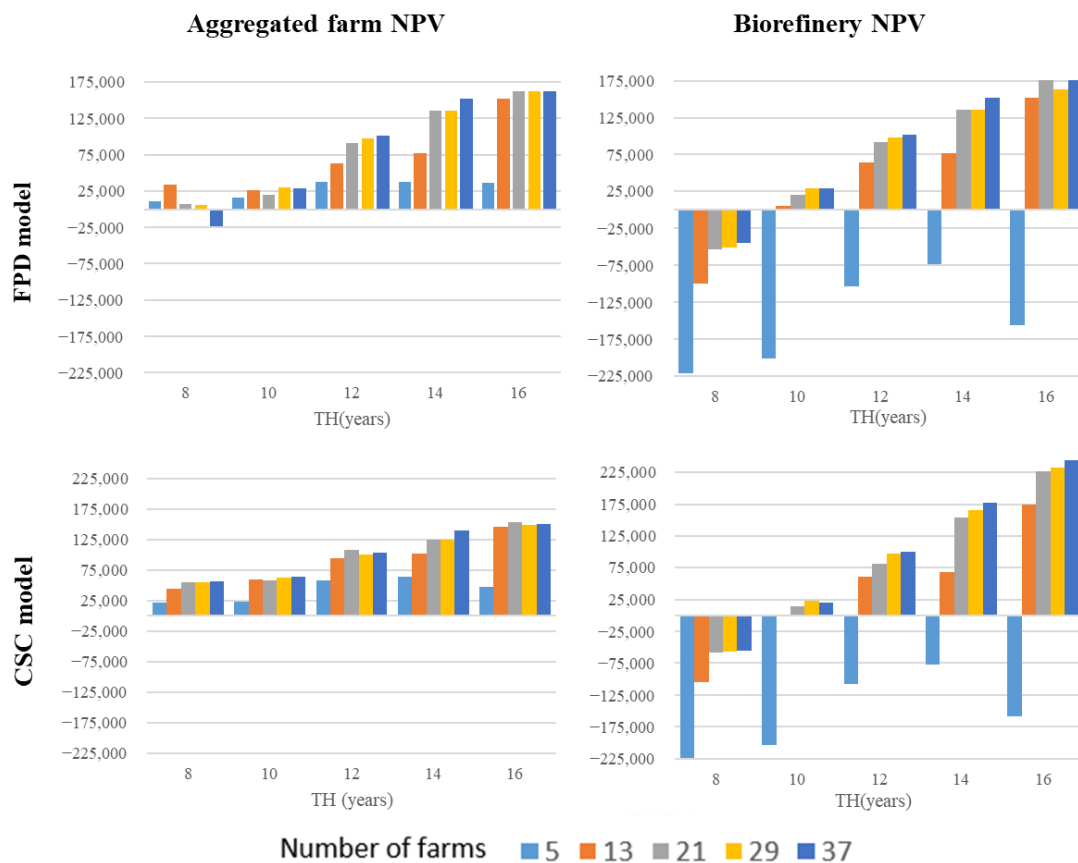 Aggregated farm NPV
Biorefinery NPV
FPD model
175,000
125,000
75,000
25,000
−25,000
−75,000
−125,000
−175,000
−225,000
8 10 12 14 16
TH(years)
175,000
125,000
75,000
25,000
−25,000
−75,000
−125,000
−175,000
−225,000
8 10 12 14 16
TH(years)
CSC model
225,000
175,000
125,000
75,000
25,000
−25,000
−75,000
−125,000
−175,000
−225,000
8 10 12 14 16
TH (years)
225,000
175,000
125,000
75,000
25,000
−25,000
−75,000
−125,000
−175,000
−225,000
8 10 12 14 16
TH(years)
Number of farms 5 13 21 29 37